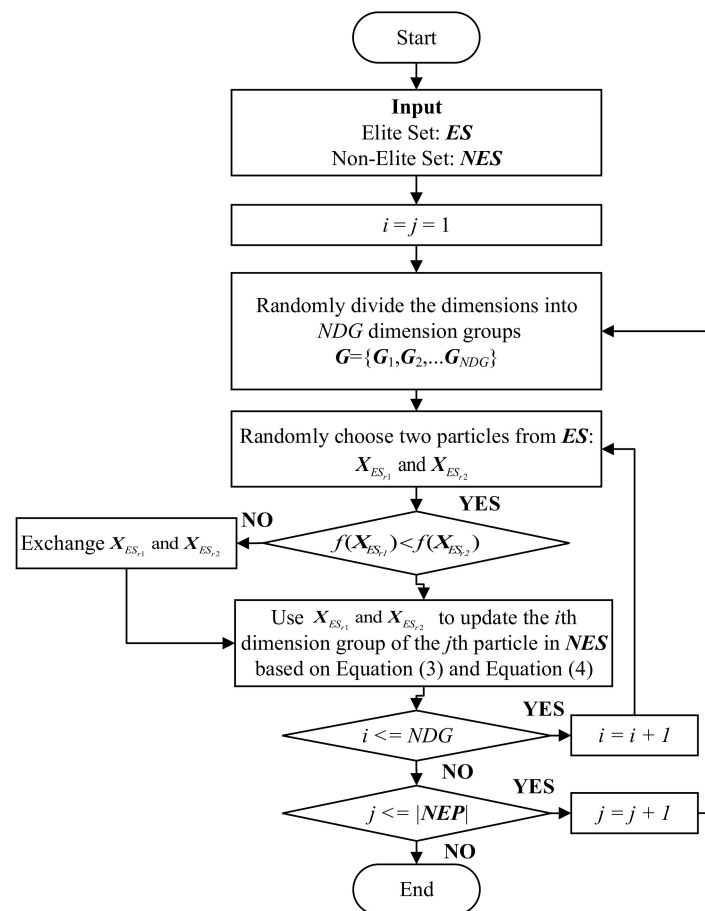 Start
Input
Elite Set: ES
Non-Elite Set: NES
i = j = 1
Randomly divide the dimensions into
NDG dimension groups
G={G1,G2,...GNDG}
Randomly choose two particles from ES:
XESr1 and XESr2
YES
NO
f(XESr1)<f(XESr2)
Exchange XESr1 and XESr2
Use XESr1 and XESr2 to update the ith
dimension group of the jth particle in NES
based on Equation (3) and Equation (4)
YES
i <= NDG
i = i + 1
NO
YES
j <= |NEP|
j = j + 1
NO
End